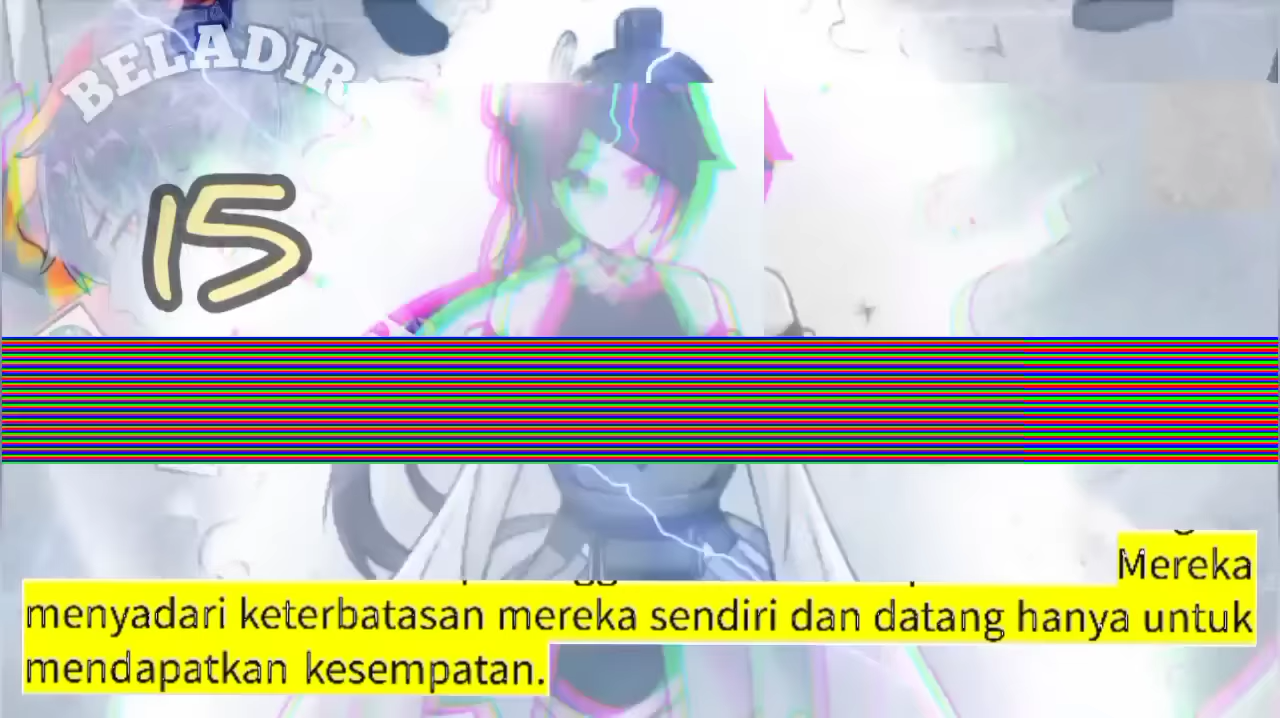 BELADIRI
15
Mereka
menyadari keterbatasan mereka sendiri dan datang hanya untuk
mendapatkan kesempatan.